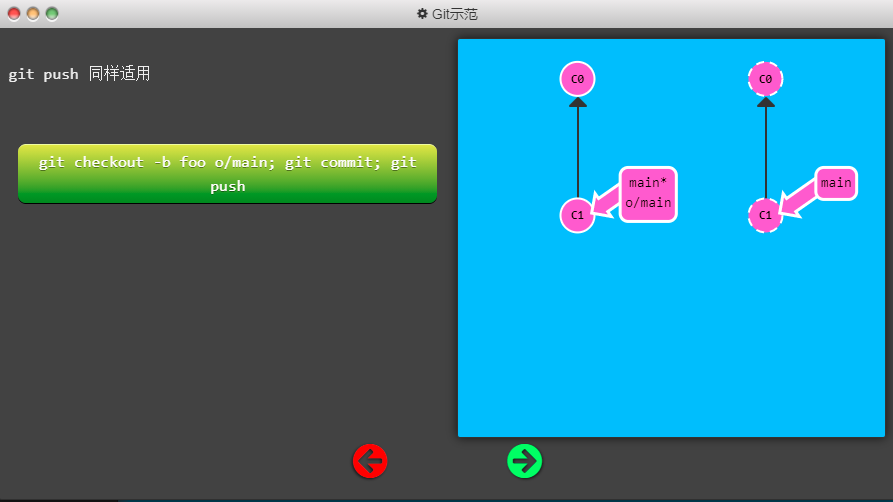 Git示范
git push 同样适用
git checkout -b foo o/main; git commit; git
push
C0
C0
main*
o/main
main
C1
C1